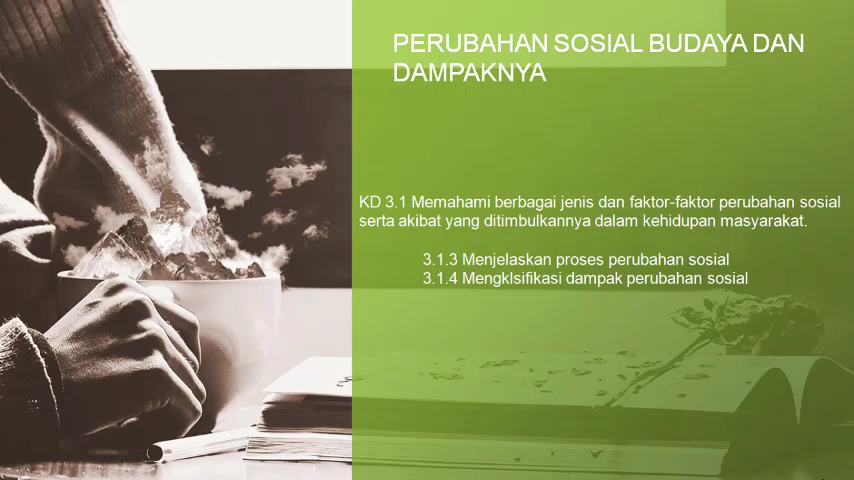 PERUBAHAN SOSIAL BUDAYA DAN
DAMPAKNYA
KD 3.1 Memahami berbagai jenis dan faktor-faktor perubahan sosial
serta akibat yang ditimbulkannya dalam kehidupan masyarakat.
3.1.3 Menjelaskan proses perubahan sosial
3.1.4 Mengklsifikasi dampak perubahan sosial